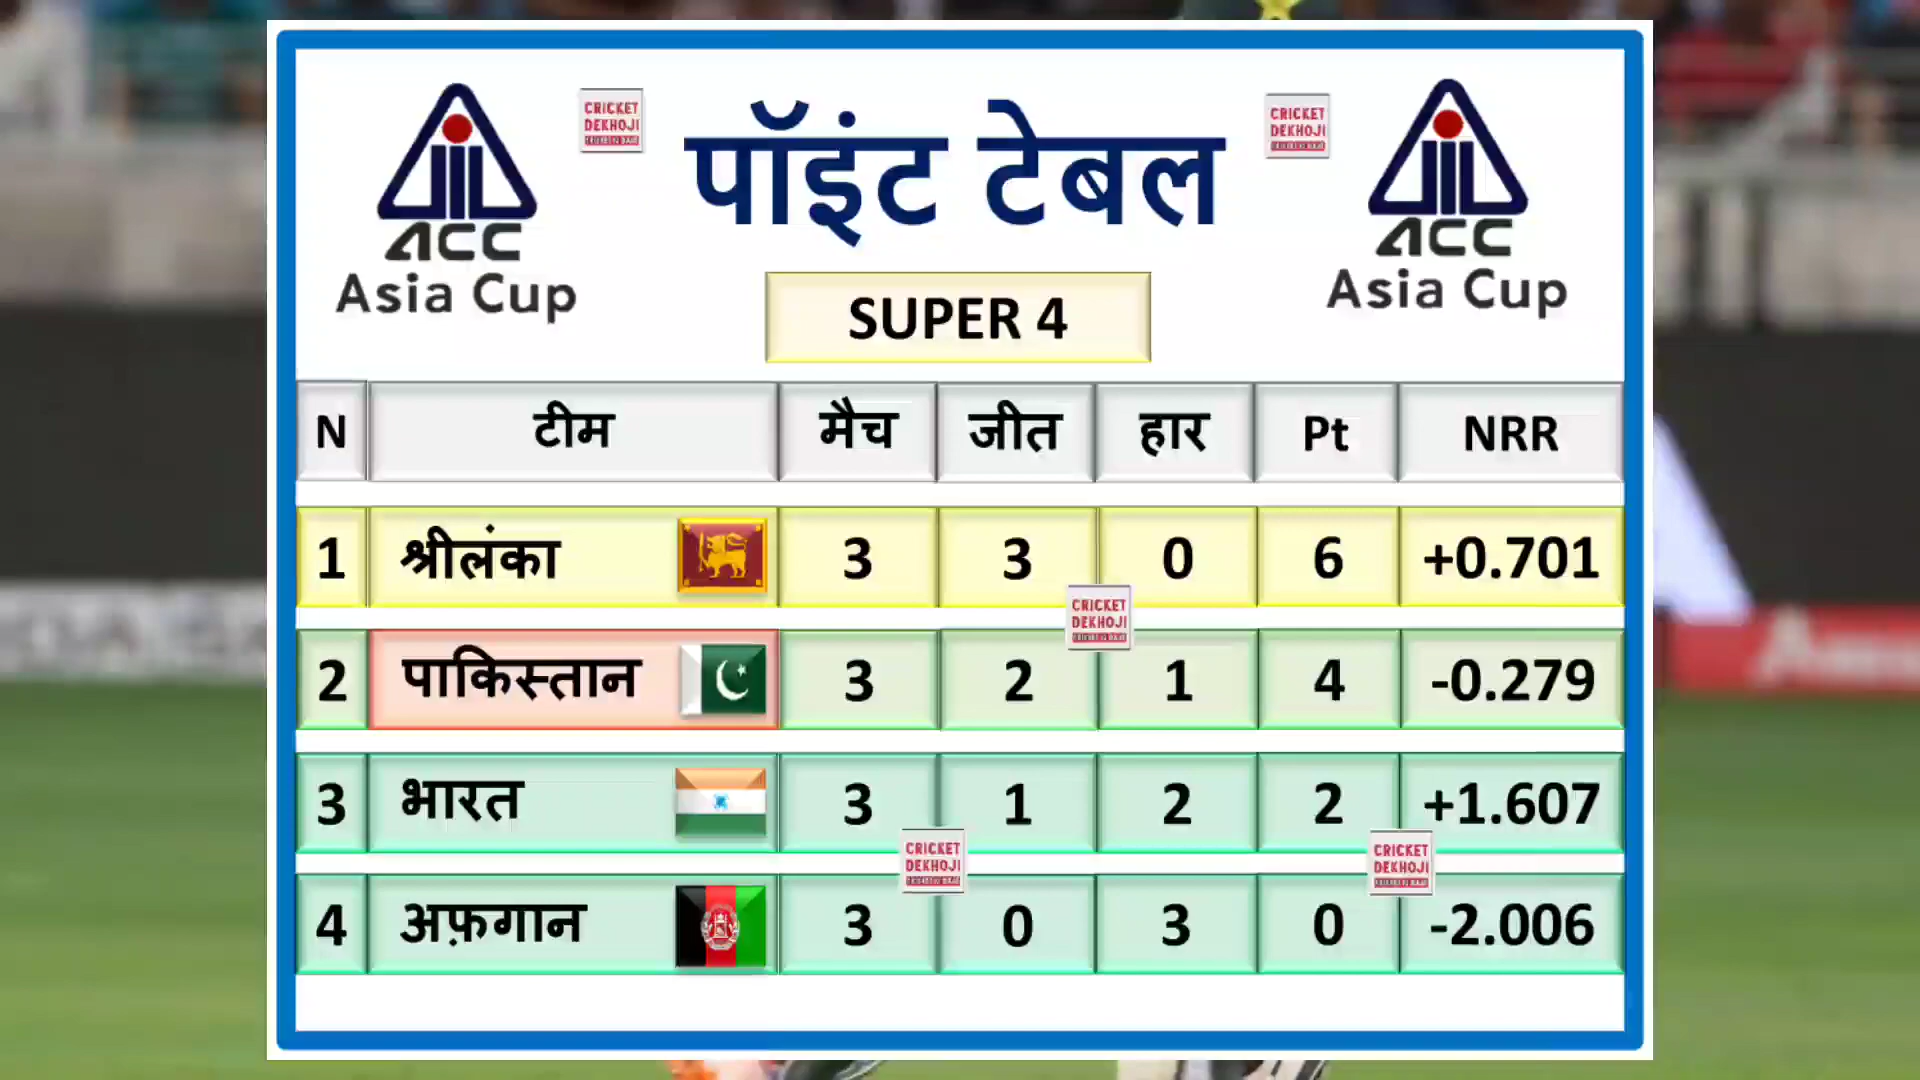 CRICKET
DEKHOJI
पॉइंट टेबल
CRICKET
DEKHOJI
ACC
Asia Cup
ACC
Asia Cup
SUPER 4
N टीम मैच जीत हार Pt NRR
1 श्रीलंका 3 3 0 6 +0.701
CRICKET
DEKHOJI
2 पाकिस्तान 3 2 1 4 -0.279
3 भारत 3 1 2 2 +1.607
CRICKET
DEKHOJI
CRICKET
DEKHOJI
4 अफ़गान 3 0 3 0 -2.006